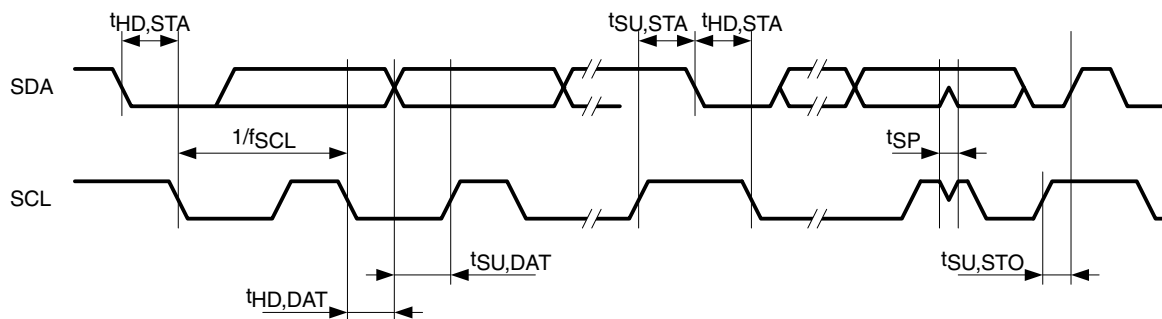 tHD,STA tSU,STA tHD,STA
SDA
1/fSCL tSP
SCL
tSU,DAT tSU,STO
tHD,DAT